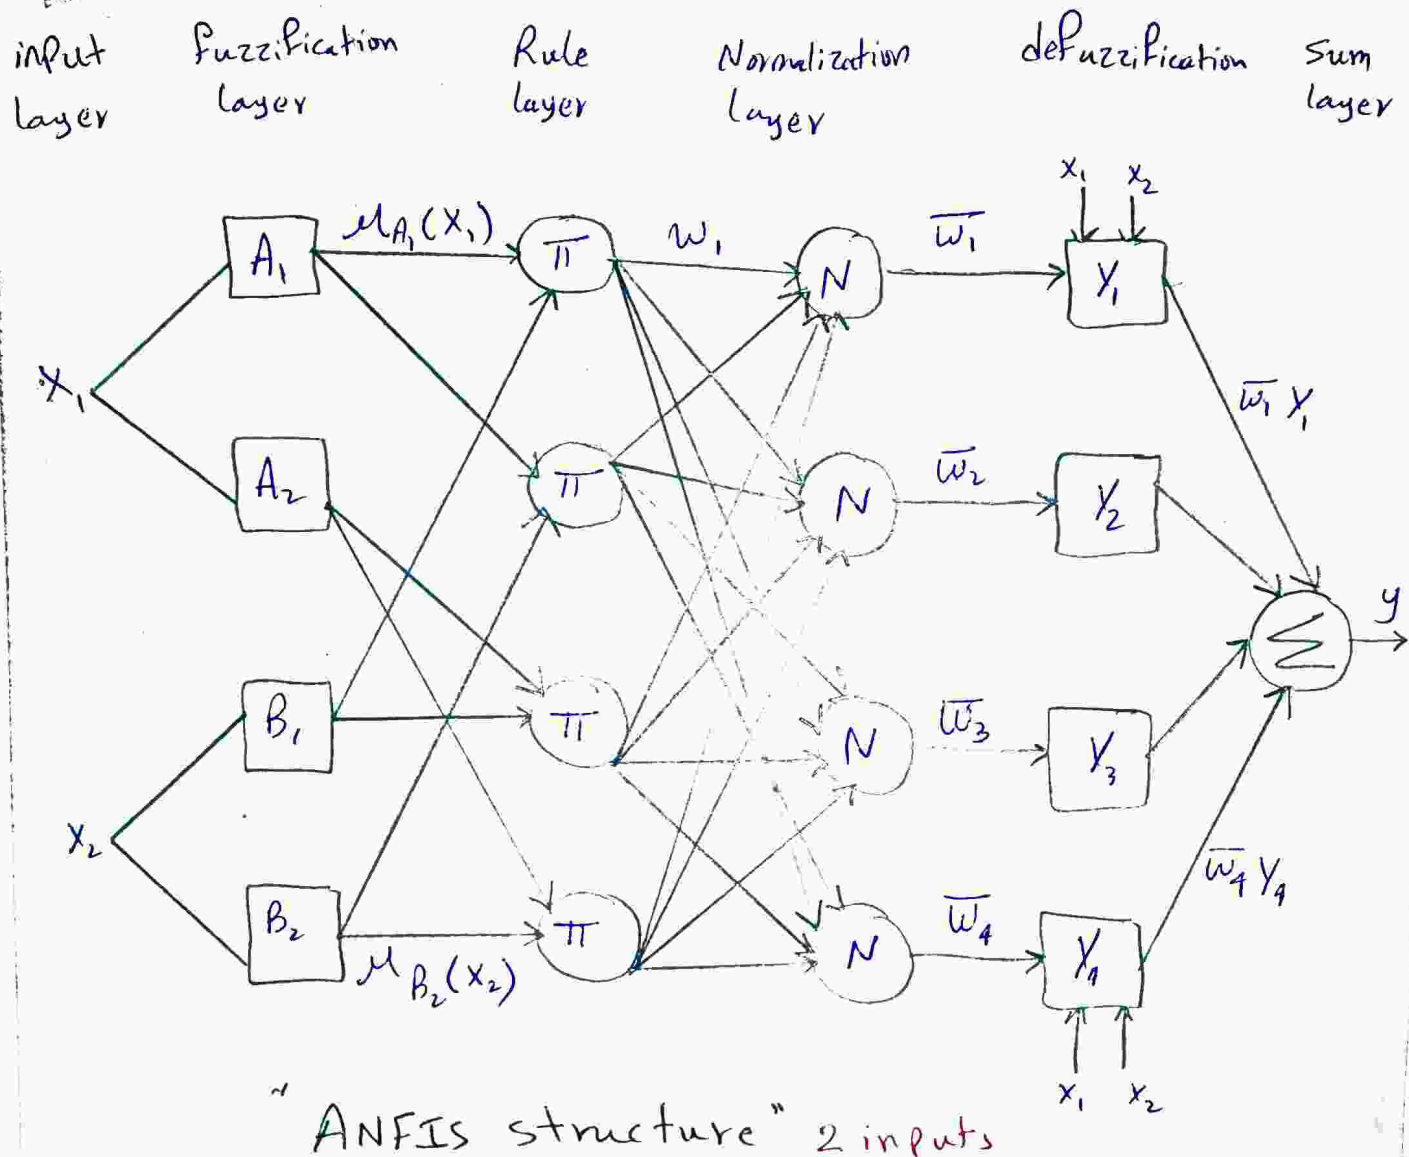 input layer
fuzzification layer
Rule layer
Normalization layer
defuzzification
Sum layer
x₁ x₂
A₁
μA₁(X₁)
π
w₁
N
w̅₁
Y₁
X₁
w̅₁ Y₁
A₂
π
N
w̅₂
Y₂
y
Σ
B₁
π
N
w̅₃
Y₃
X₂
w̅₄ Y₄
B₂
μB₂(X₂)
π
N
w̅₄
Y₄
x₁ x₂
"ANFIS structure" 2 inputs